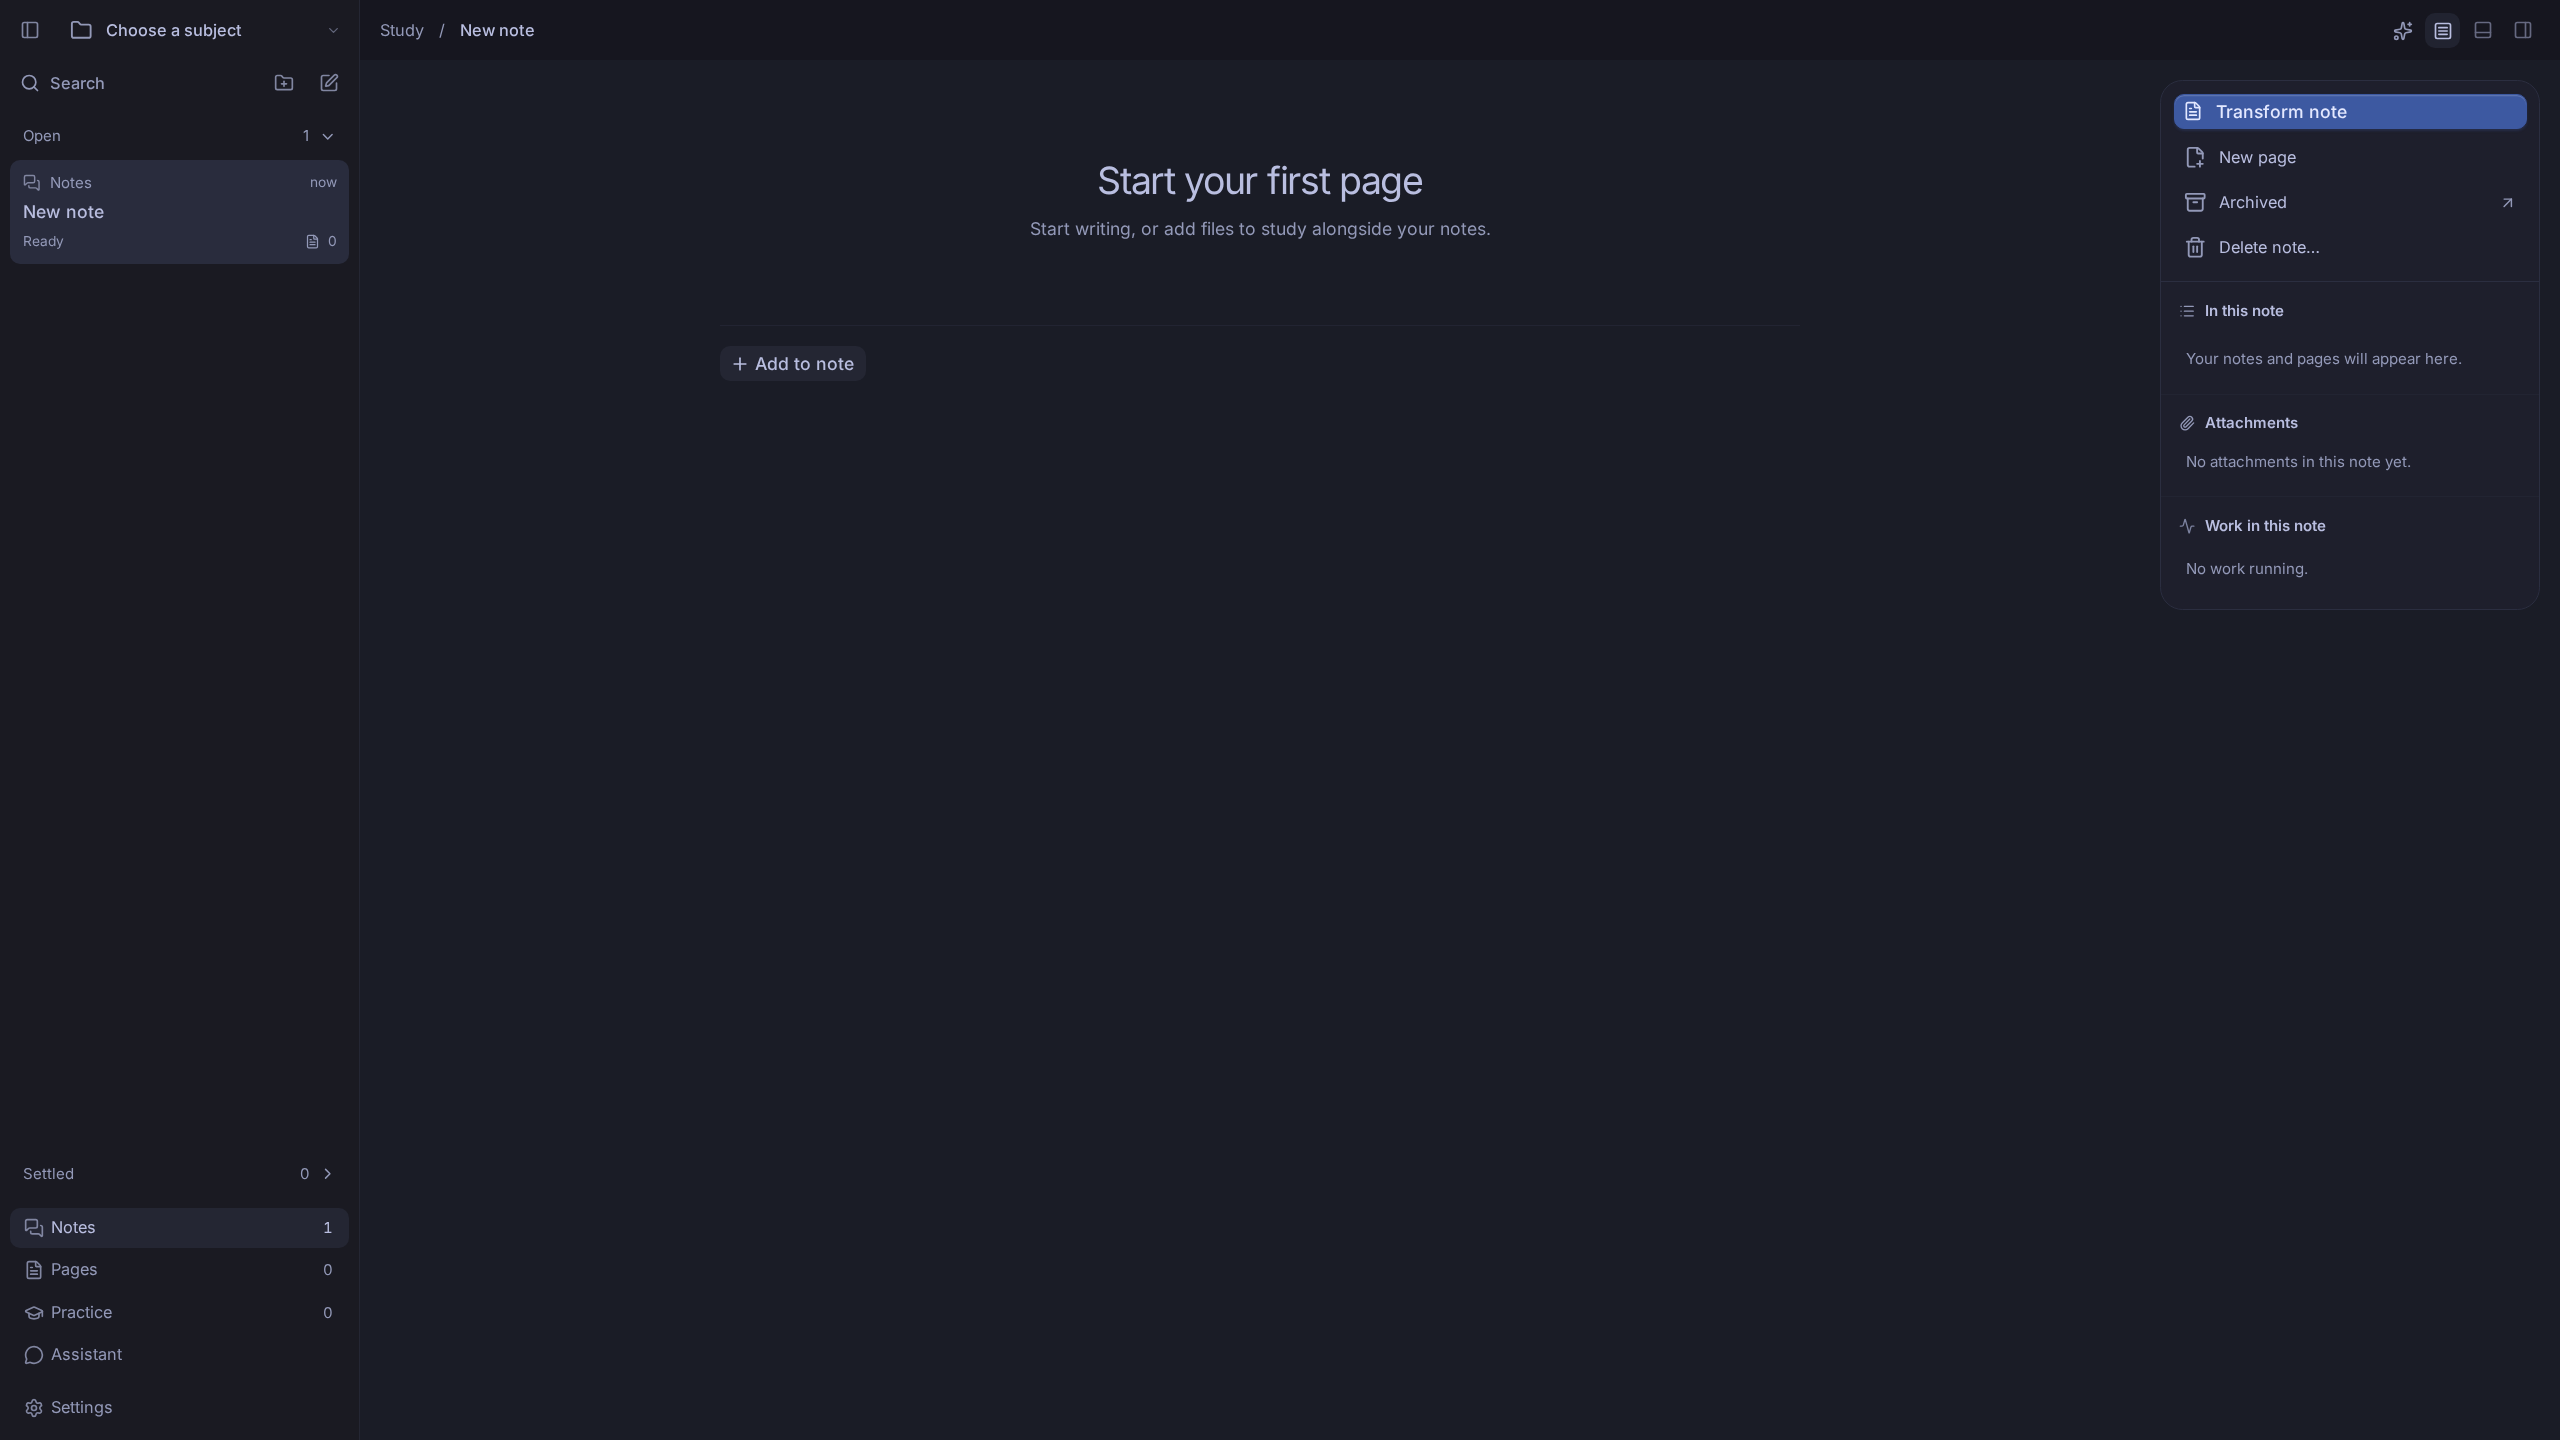 Choose a subject
Study / New note
Search
Open 1
Notes now
New note
Ready 0
Start your first page
Start writing, or add files to study alongside your notes.
Add to note
Transform note
New page
Archived
Delete note...
In this note
Your notes and pages will appear here.
Attachments
No attachments in this note yet.
Work in this note
No work running.
Settled 0
Notes 1
Pages 0
Practice 0
Assistant
Settings